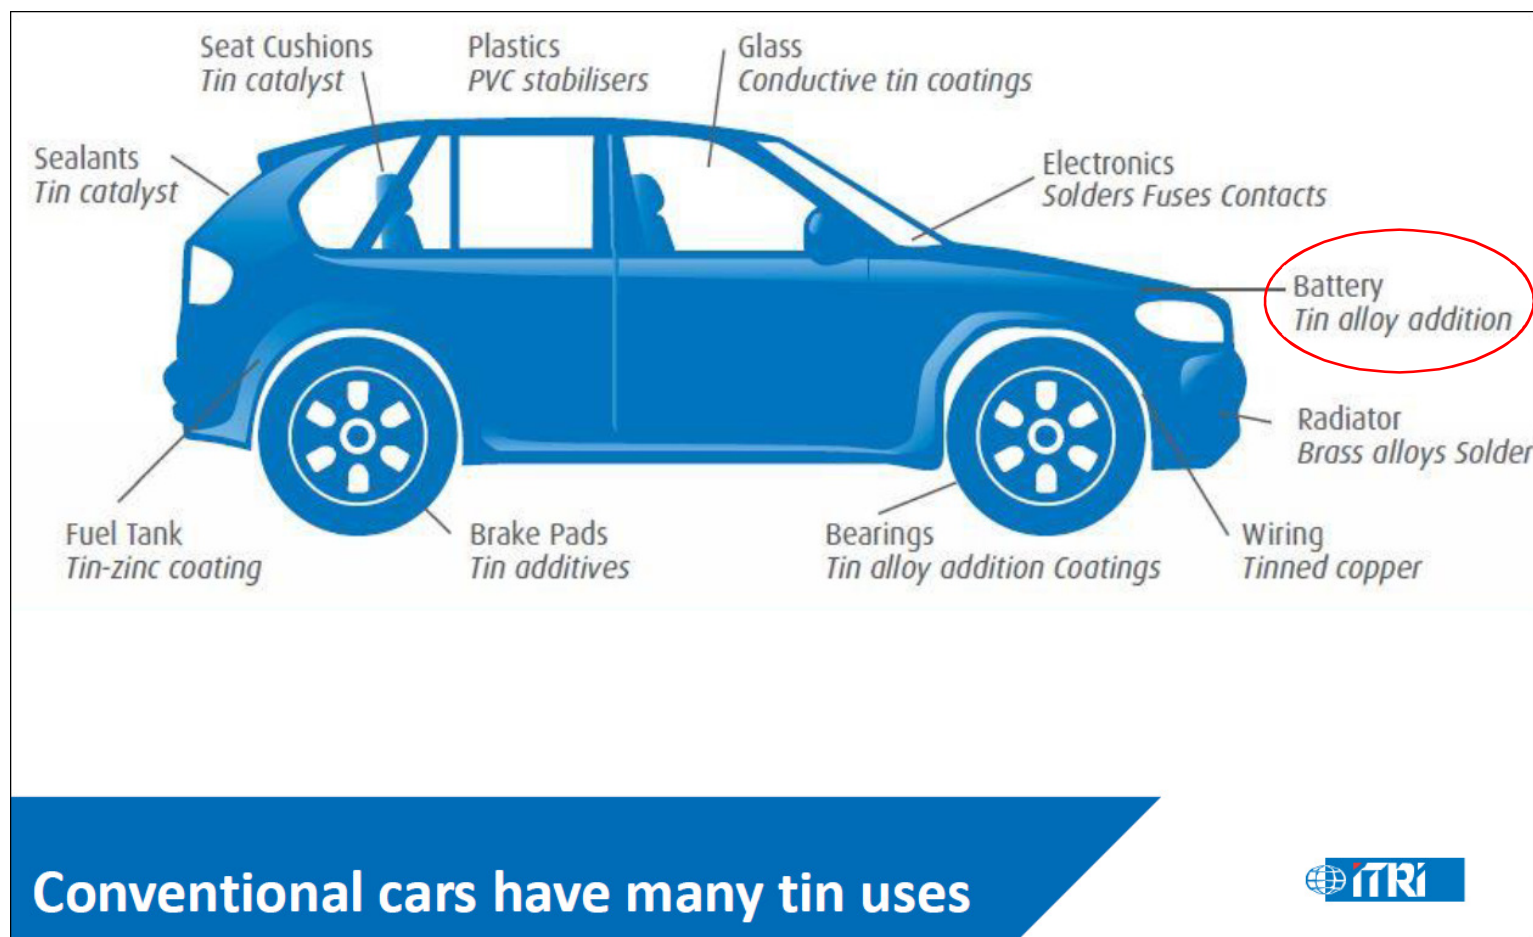 Seat Cushions
Tin catalyst
Plastics
PVC stabilisers
Glass
Conductive tin coatings
Sealants
Tin catalyst
Electronics
Solders Fuses Contacts
Battery
Tin alloy addition
Radiator
Brass alloys Solder
Fuel Tank
Tin-zinc coating
Brake Pads
Tin additives
Bearings
Tin alloy addition Coatings
Wiring
Tinned copper
Conventional cars have many tin uses
iTRi